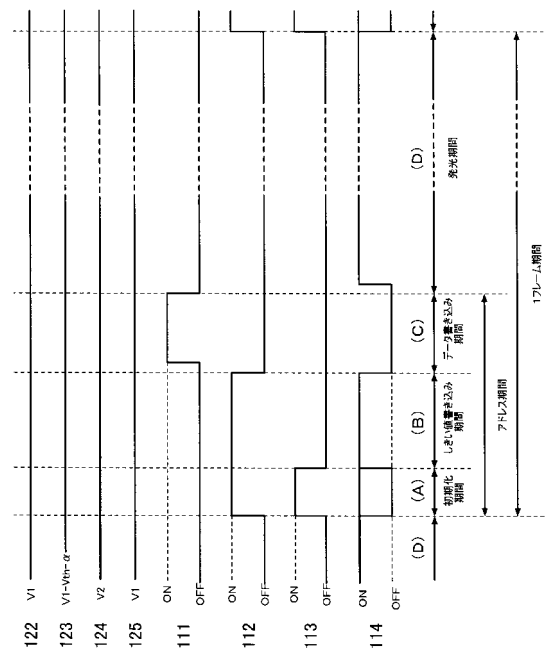 122 V1
123 V1-Vth-α
124 V2
125 V1
111 ON
OFF
112 ON
OFF
113 ON
OFF
114 ON
OFF
(D)
(A)
初期化
期間
(B)
しきい値書き込み
期間
(C)
データ書き込み
期間
(D)
発光期間
アドレス期間
1フレーム期間